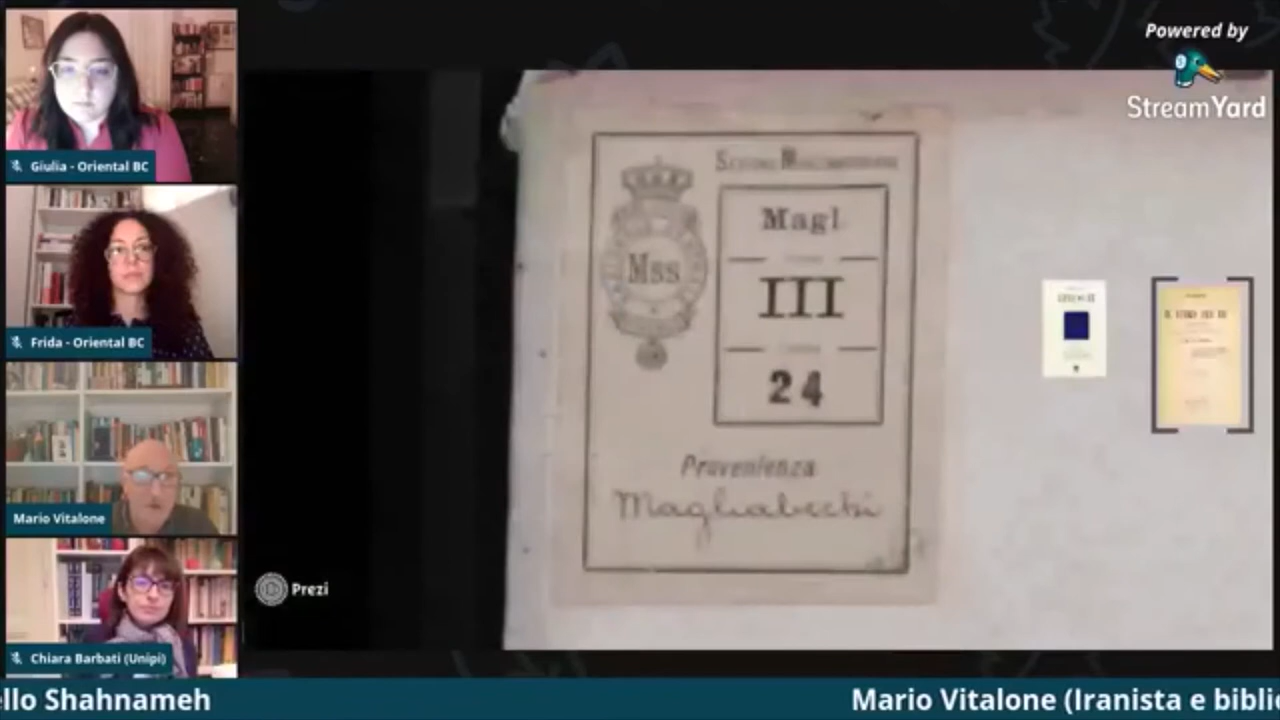 Powered by
StreamYard
Giulia - Oriental BC
Frida - Oriental BC
Mario Vitalone
Chiara Barbati (Unipi)
Mss
Magl
III
24
Provenienza
Magliabechi
Prezi
ello Shahnameh
Mario Vitalone (Iranista e biblio